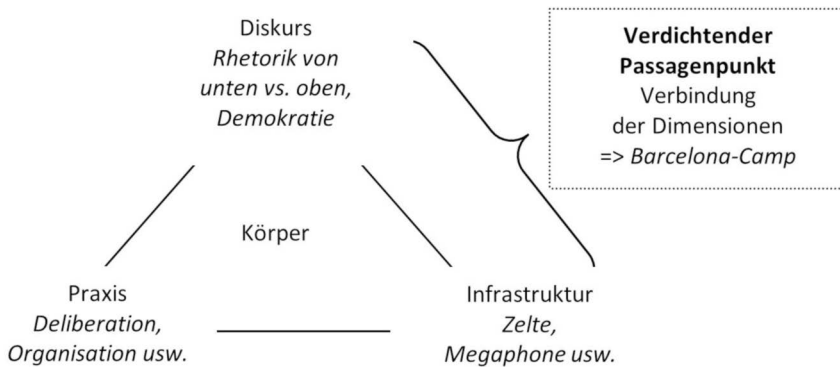 Diskurs
Rhetorik von
unten vs. oben,
Demokratie
Verdichtender
Passagenpunkt
Verbindung
der Dimensionen
=> Barcelona-Camp
Körper
Praxis
Deliberation,
Organisation usw.
Infrastruktur
Zelte,
Megaphone usw.